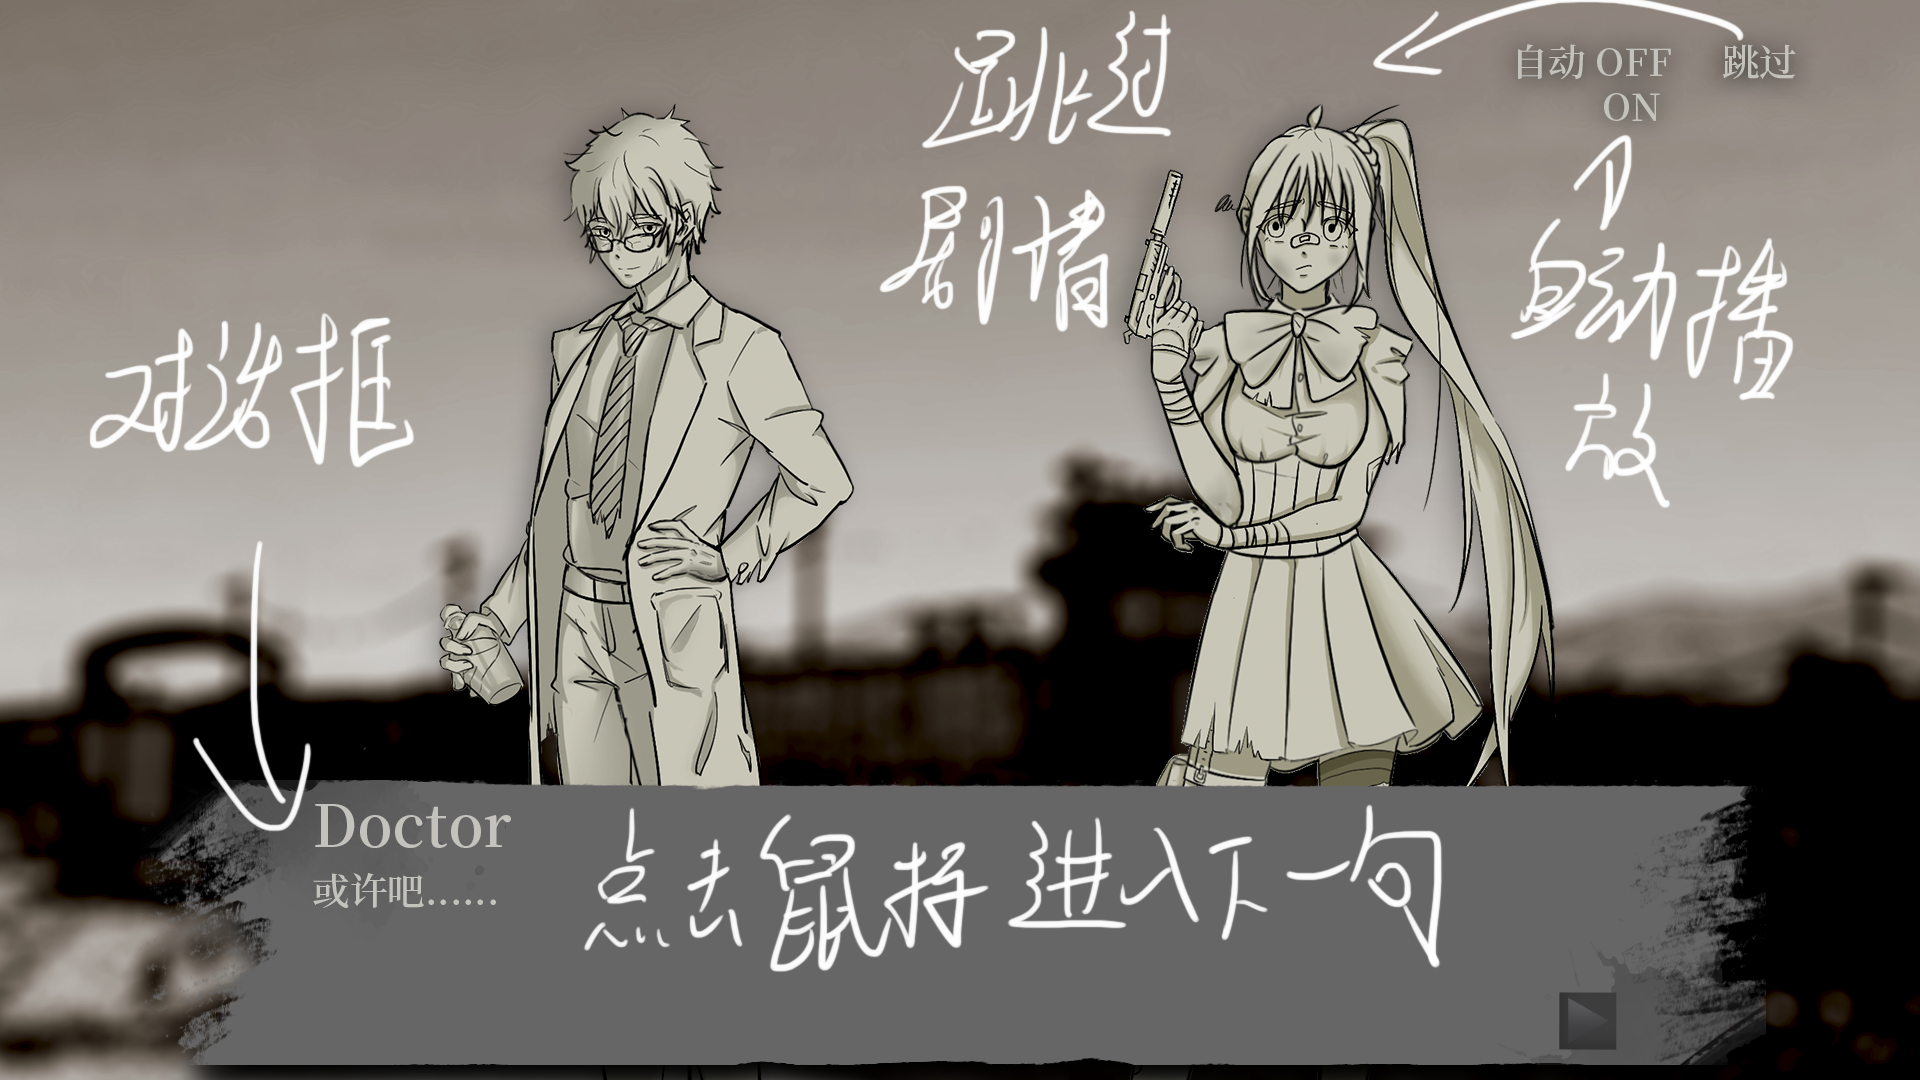 跳过
自动 OFF 跳过
ON
剧情
自动播
放
对话框
Doctor
或许吧……
点击鼠标进入下一句